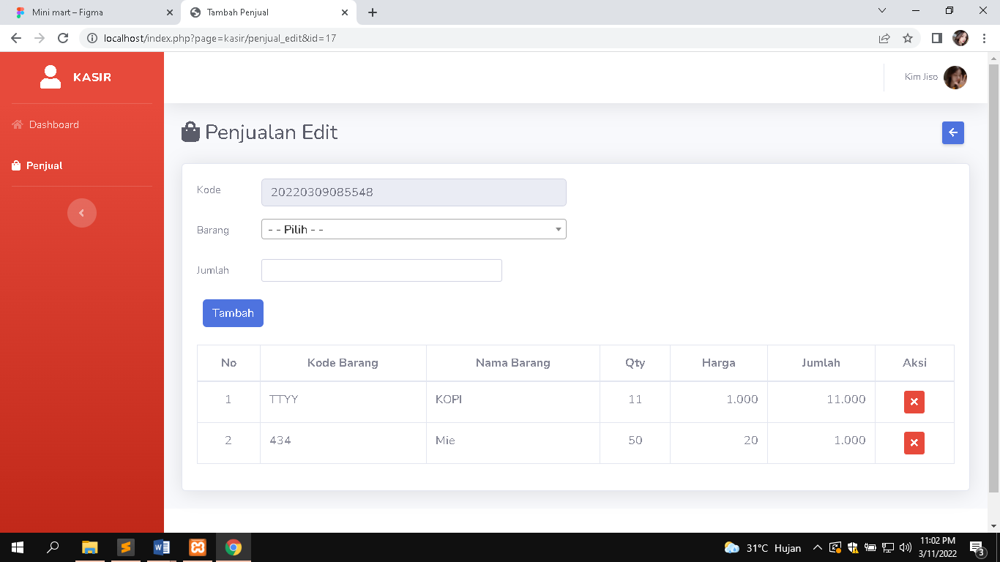 Mini mart – Figma
Tambah Penjual
localhost/index.php?page=kasir/penjual_edit&id=17
KASIR
Kim Jiso
Dashboard
Penjual
Penjualan Edit
Kode 20220309085548
Barang - - Pilih - -
Jumlah
Tambah
No Kode Barang Nama Barang Qty Harga Jumlah Aksi
1 TTYY KOPI 11 1.000 11.000
2 434 Mie 50 20 1.000
31°C Hujan
11:02 PM
3/11/2022
3